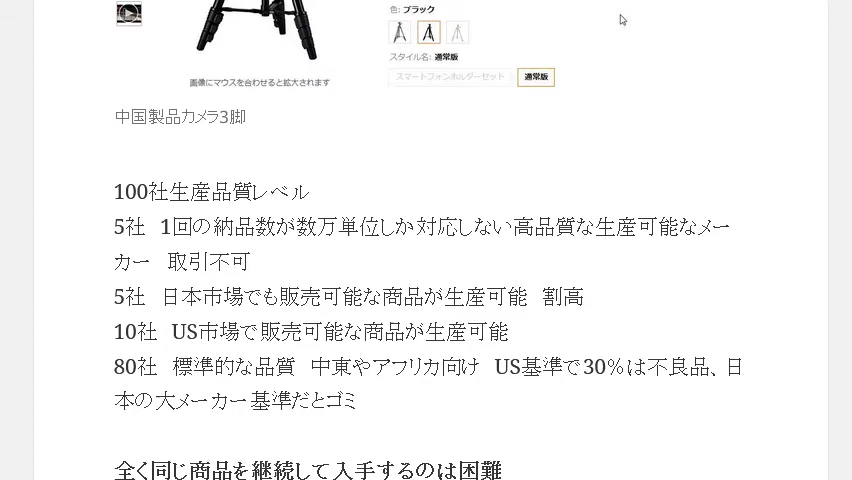 色: ブラック
スタイル名: 通常版
スマートフォンホルダーセット 通常版
画像にマウスを合わせると拡大されます
中国製品カメラ3脚
100社生産品質レベル
5社 1回の納品数が数万単位しか対応しない高品質な生産可能なメー
カー 取引不可
5社 日本市場でも販売可能な商品が生産可能 割高
10社 US市場で販売可能な商品が生産可能
80社 標準的な品質 中東やアフリカ向け US基準で30%は不良品、日
本の大メーカー基準だとゴミ
全く同じ商品を継続して入手するのは困難